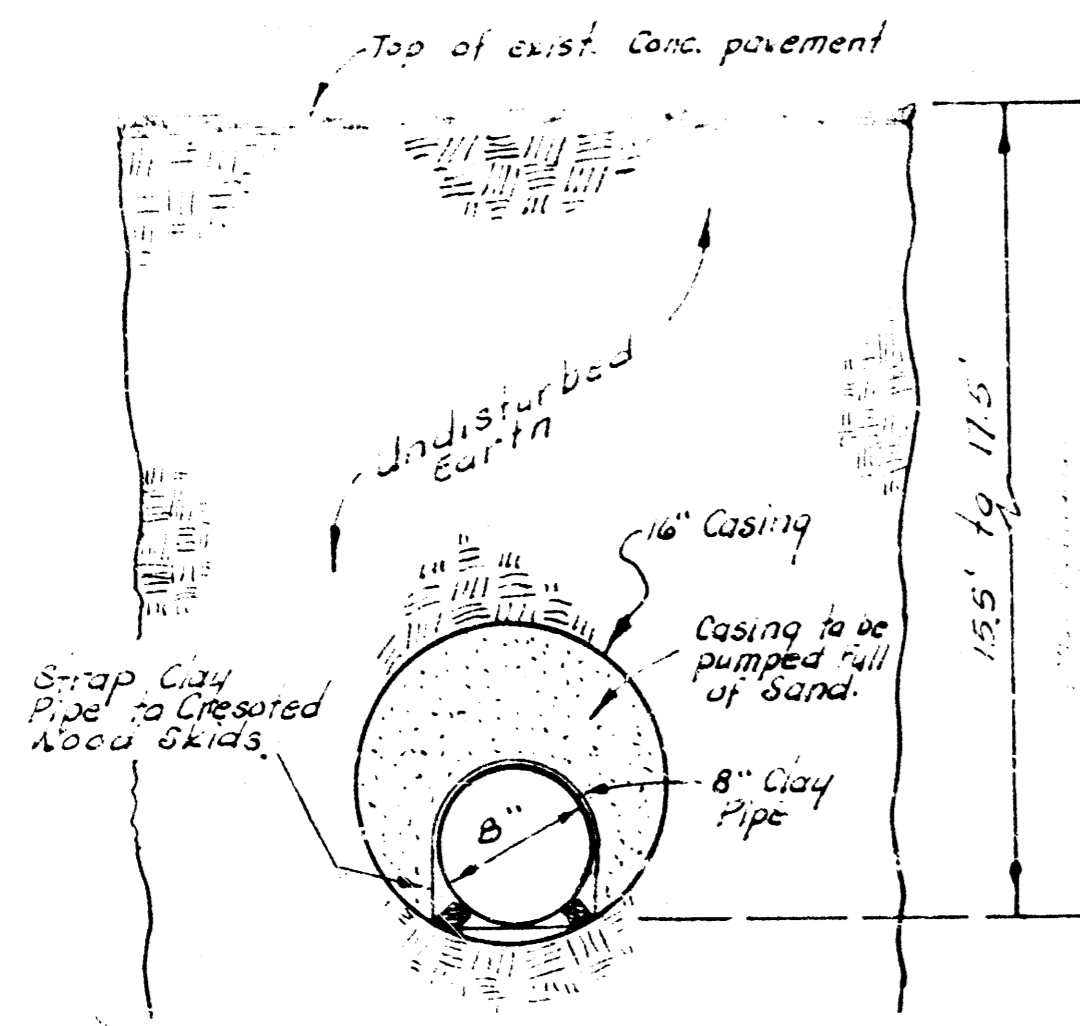 Top of exist. Conc. pavement
Undisturbed
Earth
15.5' to 17.5'
16" Casing
Casing to be
pumped full
of Sand.
Strap Clay
Pipe to Cresoted
Wood Skids.
8"
8" Clay
Pipe